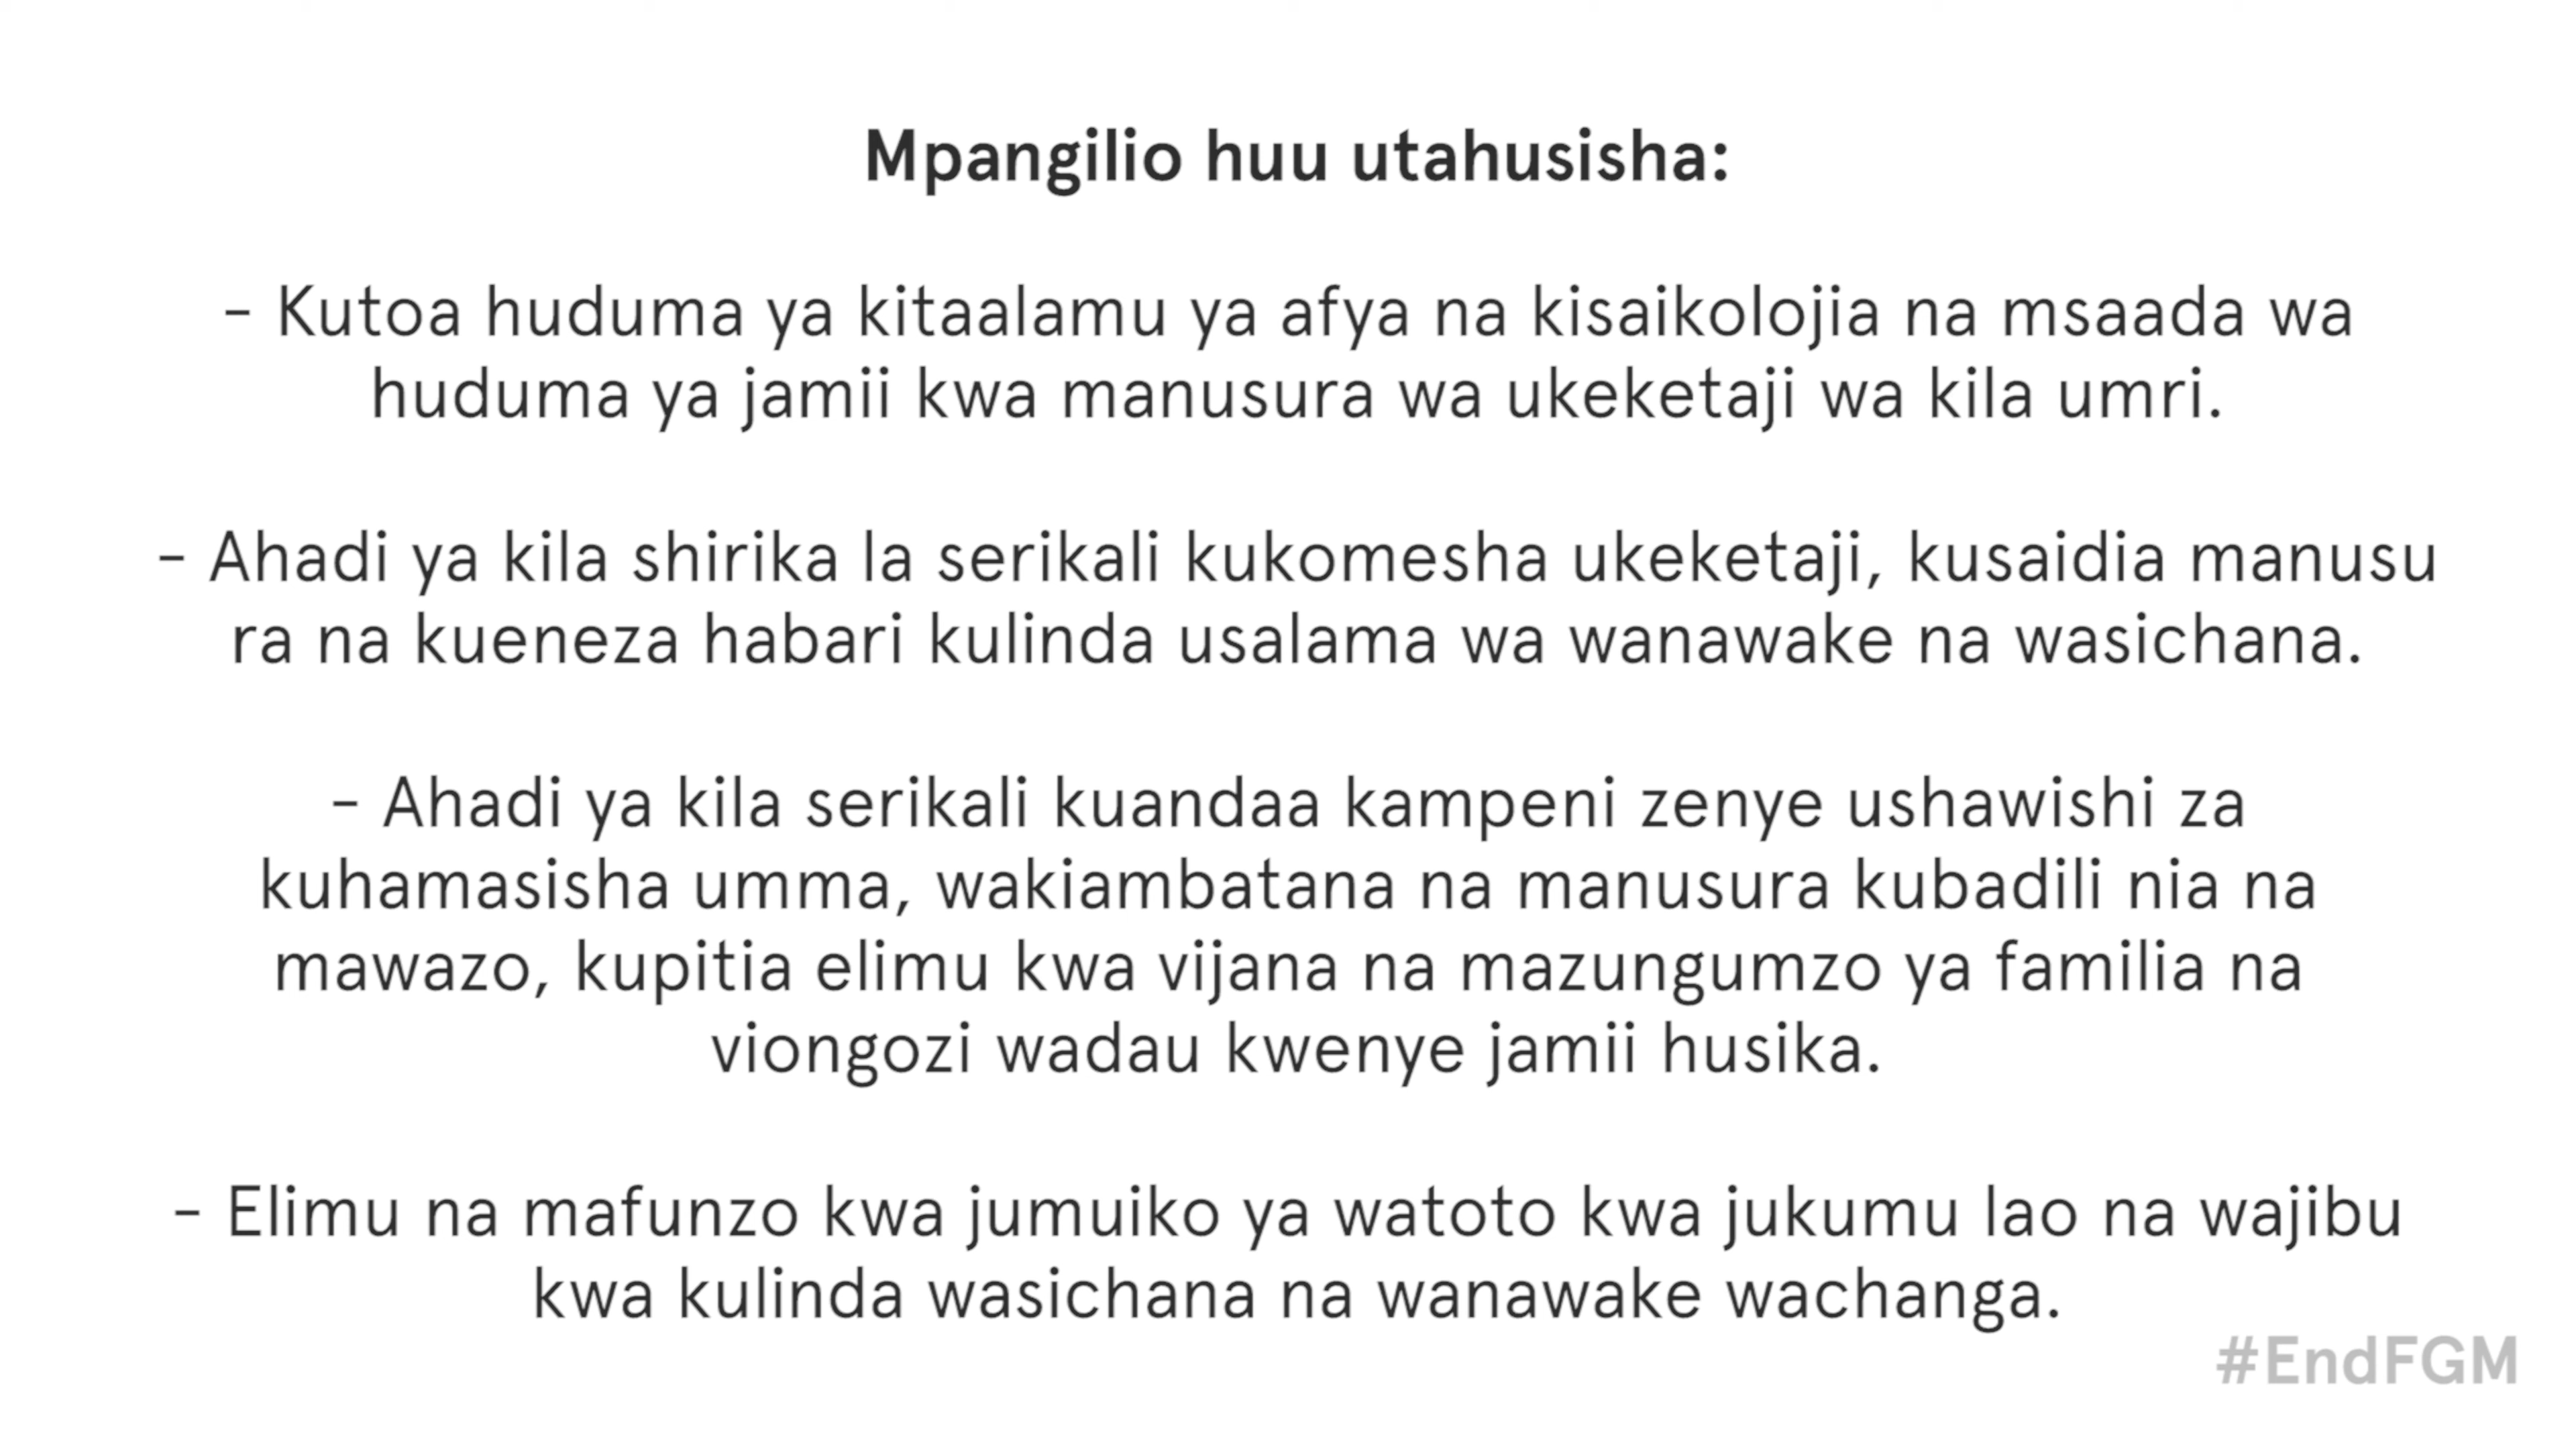 Mpangilio huu utahusisha:
- Kutoa huduma ya kitaalamu ya afya na kisaikolojia na msaada wa
huduma ya jamii kwa manusura wa ukeketaji wa kila umri.
- Ahadi ya kila shirika la serikali kukomesha ukeketaji, kusaidia manusu
ra na kueneza habari kulinda usalama wa wanawake na wasichana.
- Ahadi ya kila serikali kuandaa kampeni zenye ushawishi za
kuhamasisha umma, wakiambatana na manusura kubadili nia na
mawazo, kupitia elimu kwa vijana na mazungumzo ya familia na
viongozi wadau kwenye jamii husika.
- Elimu na mafunzo kwa jumuiko ya watoto kwa jukumu lao na wajibu
kwa kulinda wasichana na wanawake wachanga.
#EndFGM